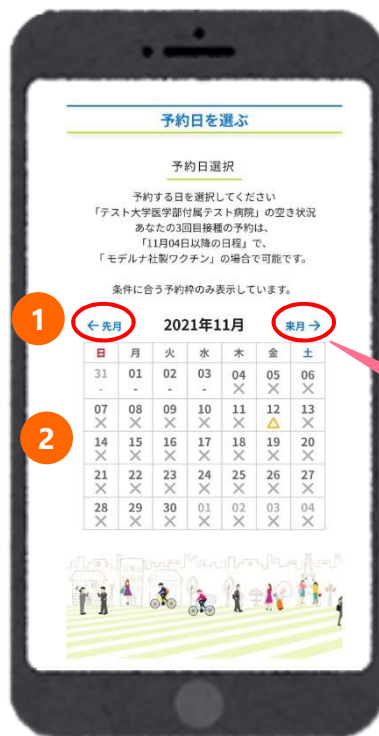 予約日を選ぶ
予約日選択
予約する日を選択してください
「テスト大学医学部付属テスト病院」の空き状況
あなたの3回目接種の予約は、
「11月04日以降の日程」で、
「モデルナ社製ワクチン」の場合で可能です。
条件に合う予約枠のみ表示しています。
1
←先月 2021年11月 来月→
日 月 火 水 木 金 土
31 01 02 03 04 05 06
- - - - × × ×
2
07 08 09 10 11 12 13
× × × × × △ ×
14 15 16 17 18 19 20
× × × × × × ×
21 22 23 24 25 26 27
× × × × × × ×
28 29 30 01 02 03 04
× × × × × × ×